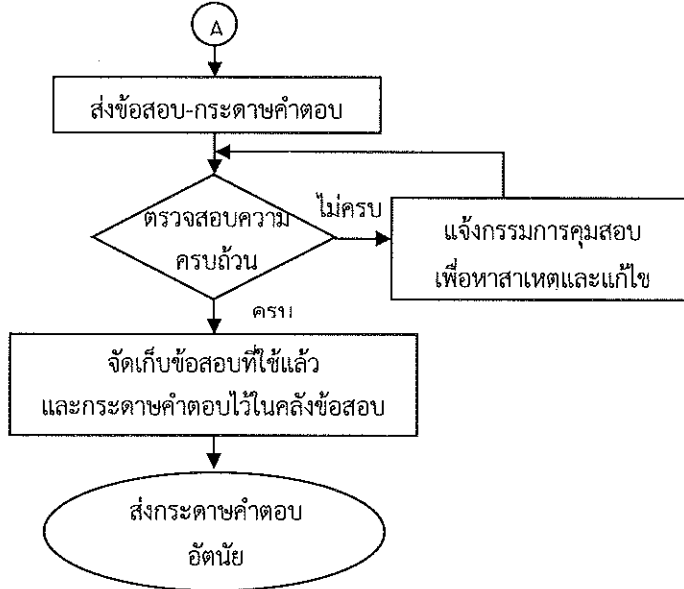 A
ส่งข้อสอบ-กระดาษคำตอบ
ตรวจสอบความ
ครบถ้วน
ไม่ครบ
แจ้งกรรมการคุมสอบ
เพื่อหาสาเหตุและแก้ไข
ครบ
จัดเก็บข้อสอบที่ใช้แล้ว
และกระดาษคำตอบไว้ในคลังข้อสอบ
ส่งกระดาษคำตอบ
อัตนัย